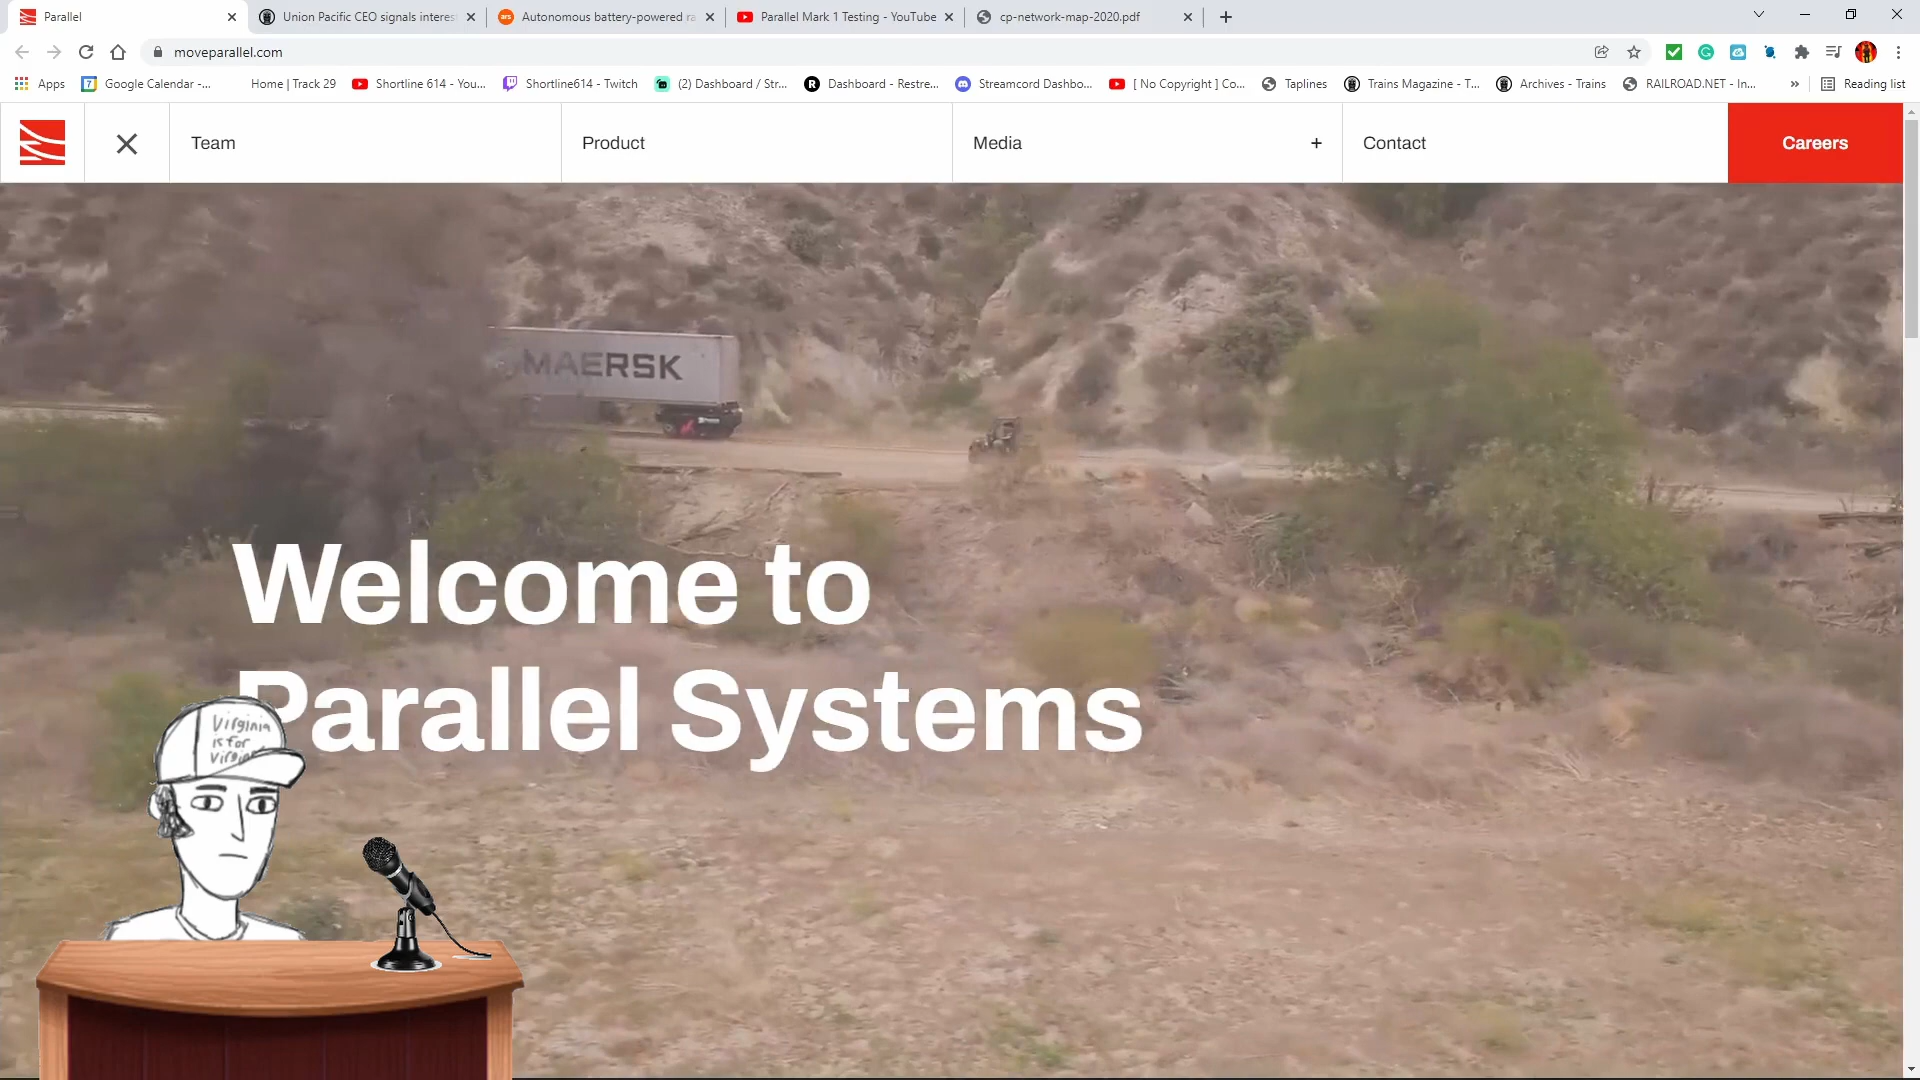 Parallel
Union Pacific CEO signals interes
ars
Autonomous battery-powered ra
Parallel Mark 1 Testing - YouTube
cp-network-map-2020.pdf
moveparallel.com
Apps
7
Google Calendar -...
Home | Track 29
Shortline 614 - You...
Shortline614 - Twitch
(2) Dashboard / Str...
R
Dashboard - Restre...
Streamcord Dashbo...
[ No Copyright ] Co...
Taplines
Trains Magazine - T...
Archives - Trains
RAILROAD.NET - In...
»
Reading list
Team
Product
Media
+
Contact
Careers
MAERSK
Welcome to
Parallel Systems
Virginia
is for
Virgin